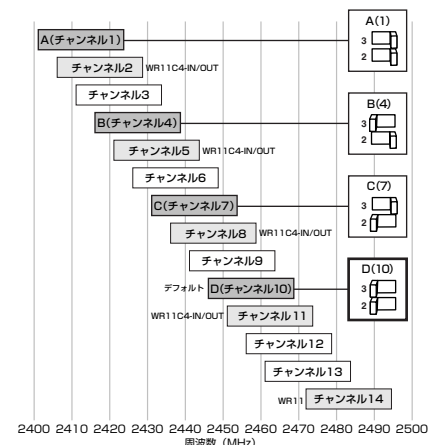 A(1)
3
2
A(チャンネル1)
チャンネル2 WR11C4-IN/OUT
チャンネル3
B(4)
3
2
B(チャンネル4)
チャンネル5 WR11C4-IN/OUT
チャンネル6
C(7)
3
2
C(チャンネル7)
チャンネル8 WR11C4-IN/OUT
チャンネル9
D(10)
3
2
デフォルト D(チャンネル10)
WR11C4-IN/OUT チャンネル11
チャンネル12
チャンネル13
WR11 チャンネル14
2400 2410 2420 2430 2440 2450 2460 2470 2480 2490 2500
周波数（MHz）